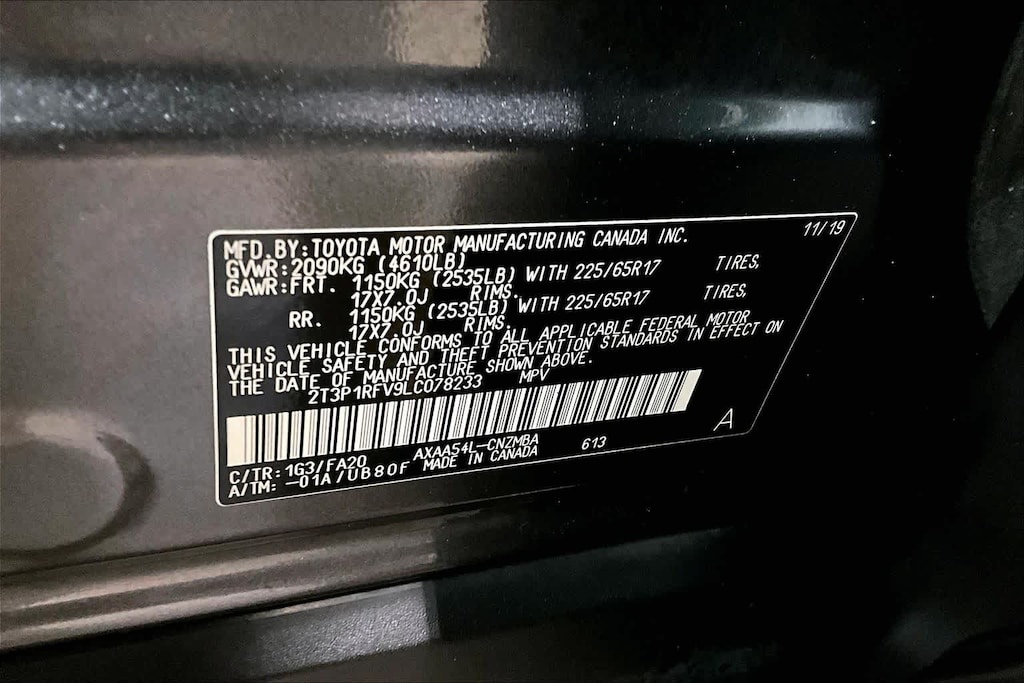 MFD.BY:TOYOTA MOTOR MANUFACTURING CANADA INC. 11/19
GVWR:2090KG (4610LB)
GAWR:FRT. 1150KG (2535LB) WITH 225/65R17 TIRES,
17X7.0J RIMS.
RR. 1150KG (2535LB) WITH 225/65R17 TIRES,
17X7.0J RIMS.
THIS VEHICLE CONFORMS TO ALL APPLICABLE FEDERAL MOTOR
VEHICLE SAFETY AND THEFT PREVENTION STANDARDS IN EFFECT ON
THE DATE OF MANUFACTURE SHOWN ABOVE.
2T3P1RFV9LC078233 MPV
A
C/TR:1G3/FA20 AXAA54L-CNZMBA 613
A/TM:-01A/UB80F MADE IN CANADA